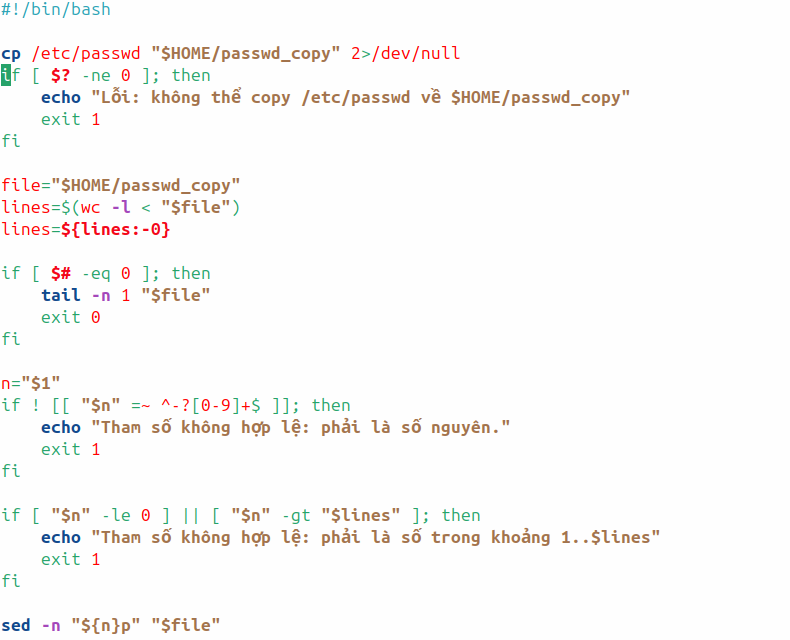 #!/bin/bash
cp /etc/passwd "$HOME/passwd_copy" 2>/dev/null
if [ $? -ne 0 ]; then
    echo "Lỗi: không thể copy /etc/passwd về $HOME/passwd_copy"
    exit 1
fi
file="$HOME/passwd_copy"
lines=$(wc -l < "$file")
lines=${lines:-0}
if [ $# -eq 0 ]; then
    tail -n 1 "$file"
    exit 0
fi
n="$1"
if ! [[ "$n" =~ ^-?[0-9]+$ ]]; then
    echo "Tham số không hợp lệ: phải là số nguyên."
    exit 1
fi
if [ "$n" -le 0 ] || [ "$n" -gt "$lines" ]; then
    echo "Tham số không hợp lệ: phải là số trong khoảng 1..$lines"
    exit 1
fi
sed -n "${n}p" "$file"